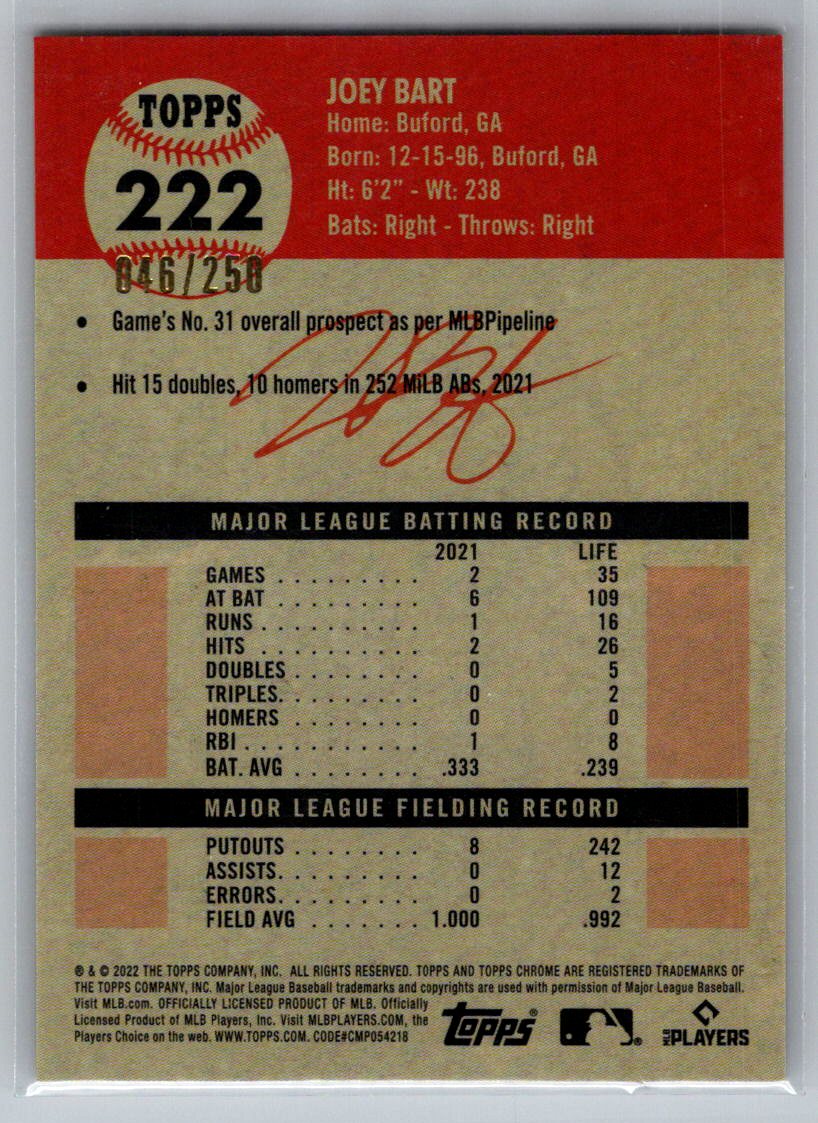 TOPPS
222
046/250
JOEY BART
Home: Buford, GA
Born: 12-15-96, Buford, GA
Ht: 6'2" - Wt: 238
Bats: Right - Throws: Right
• Game's No. 31 overall prospect as per MLBPipeline
• Hit 15 doubles, 10 homers in 252 MiLB ABs, 2021
MAJOR LEAGUE BATTING RECORD
2021 LIFE
GAMES . . . . . . . . . 2 35
AT BAT . . . . . . . . . 6 109
RUNS . . . . . . . . . . 1 16
HITS . . . . . . . . . . 2 26
DOUBLES . . . . . . . . 0 5
TRIPLES. . . . . . . . . 0 2
HOMERS . . . . . . . . 0 0
RBI . . . . . . . . . . . 1 8
BAT. AVG . . . . . . . . .333 .239
MAJOR LEAGUE FIELDING RECORD
PUTOUTS . . . . . . . . 8 242
ASSISTS. . . . . . . . . 0 12
ERRORS. . . . . . . . . 0 2
FIELD AVG . . . . . . . 1.000 .992
® & © 2022 THE TOPPS COMPANY, INC. ALL RIGHTS RESERVED. TOPPS AND TOPPS CHROME ARE REGISTERED TRADEMARKS OF
THE TOPPS COMPANY, INC. Major League Baseball trademarks and copyrights are used with permission of Major League Baseball.
Visit MLB.com. OFFICIALLY LICENSED PRODUCT OF MLB. Officially
Licensed Product of MLB Players, Inc. Visit MLBPLAYERS.COM, the
Players Choice on the web. WWW.TOPPS.COM. CODE#CMP054218
topps®
®
MLB PLAYERS